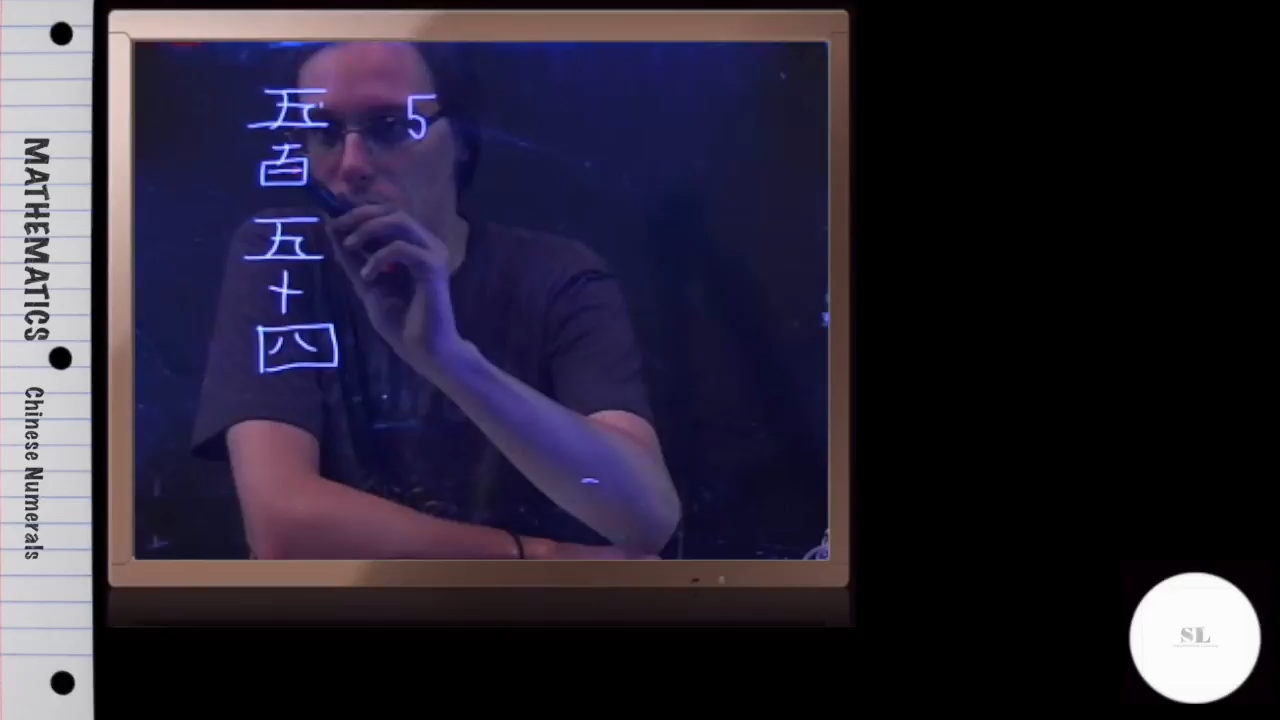 MATHEMATICS Chinese Numerals
五 5
百
五
十
四
SL